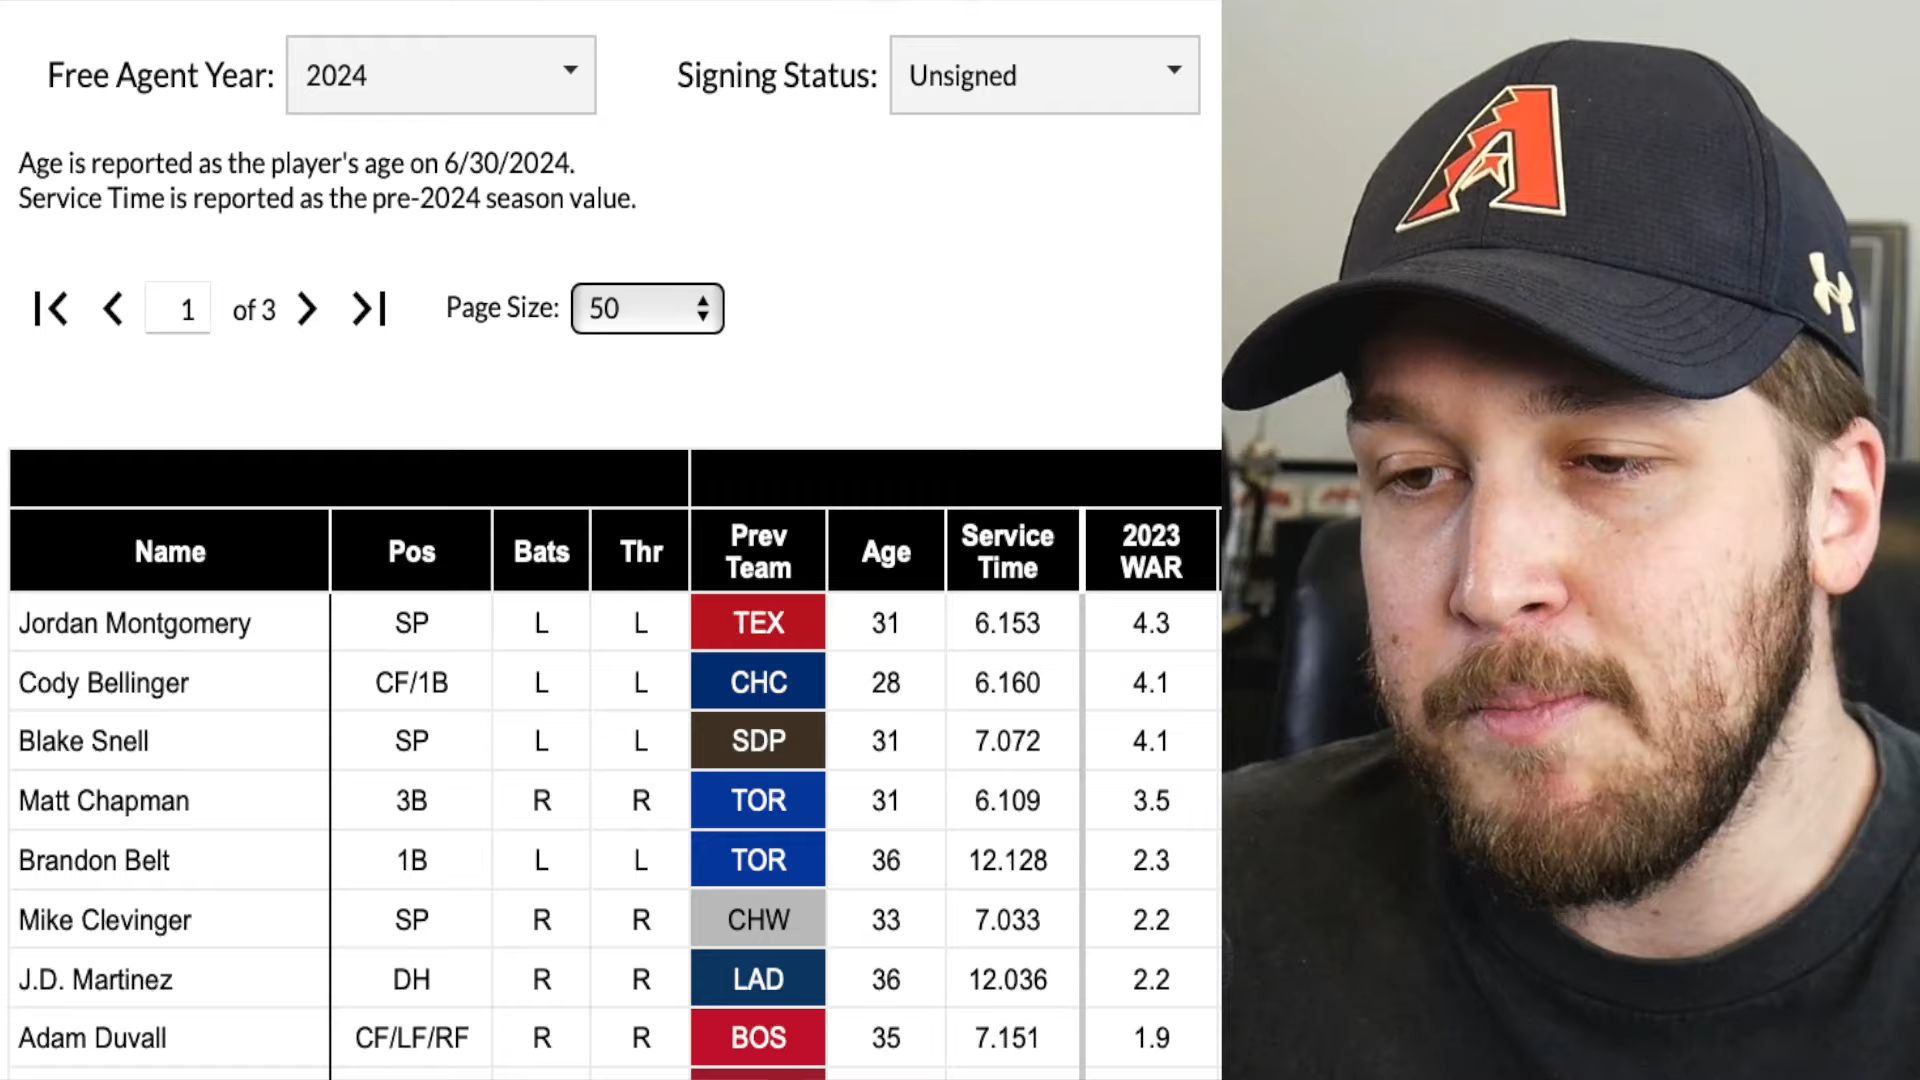 Free Agent Year: 2024 Signing Status: Unsigned
Age is reported as the player's age on 6/30/2024.
Service Time is reported as the pre-2024 season value.
1 of 3 Page Size: 50
Name Pos Bats Thr Prev Team Age Service Time 2023 WAR
Jordan Montgomery SP L L TEX 31 6.153 4.3
Cody Bellinger CF/1B L L CHC 28 6.160 4.1
Blake Snell SP L L SDP 31 7.072 4.1
Matt Chapman 3B R R TOR 31 6.109 3.5
Brandon Belt 1B L L TOR 36 12.128 2.3
Mike Clevinger SP R R CHW 33 7.033 2.2
J.D. Martinez DH R R LAD 36 12.036 2.2
Adam Duvall CF/LF/RF R R BOS 35 7.151 1.9
A